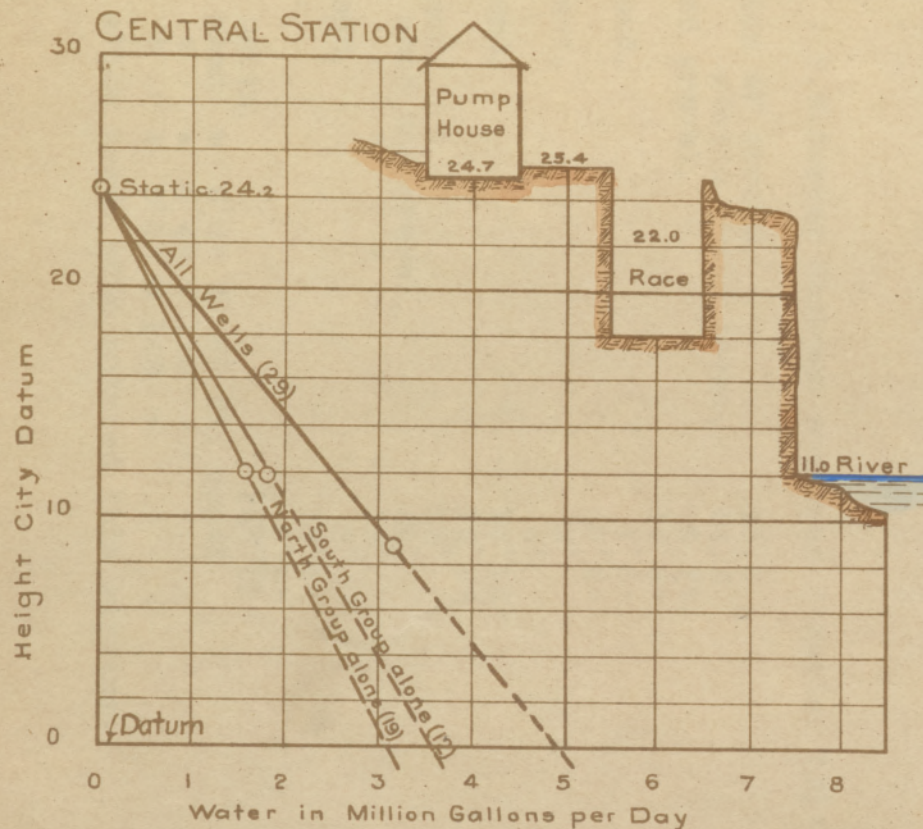 CENTRAL STATION
30
Pump
House
24.7
25.4
Static 24.2
22.0
Race
20
All Wells (29)
11.0 River
10
South Group alone (12)
North Group alone (19)
0
Datum
0 1 2 3 4 5 6 7 8
Water in Million Gallons per Day
Height City Datum